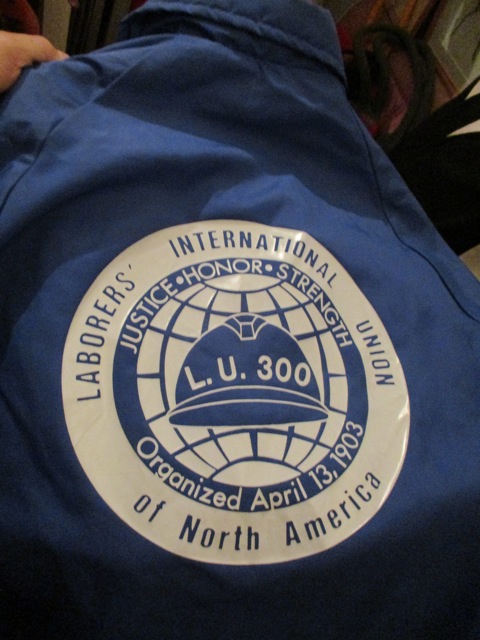 LABORERS' INTERNATIONAL UNION
of North America
JUSTICE • HONOR • STRENGTH
L.U. 300
Organized April 13, 1903